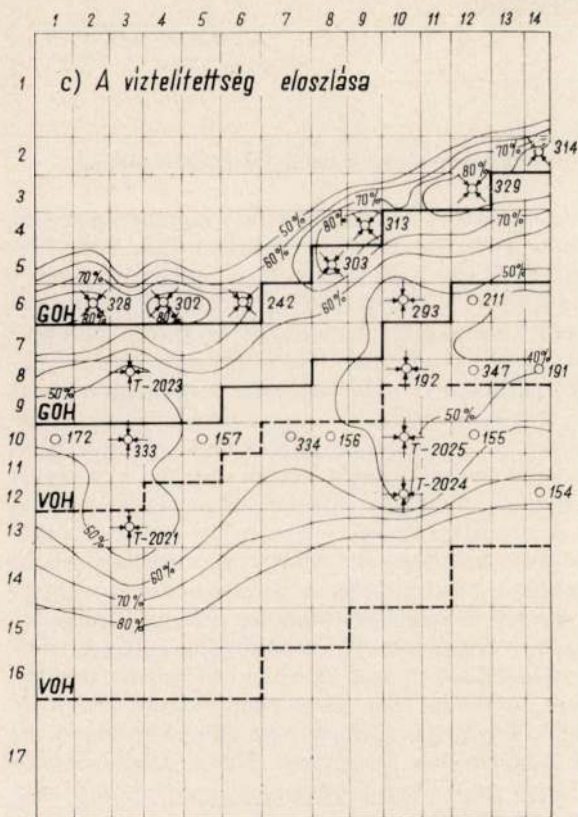 1 2 3 4 5 6 7 8 9 10 11 12 13 14
1 c) A víztelítettség eloszlása
2 70% 314
80% 329
3 50% 70%
4 80% 313 70%
60%
5 303
70% 60% 50%
6 GOH 328 302 242 293 211
80%
7
40%
8 50% T-2023 192 347 191
9 GOH 50%
10 172 333 157 334 156 T-2025 155
11
12 VOH T-2024 154
13 50% T-2021
60%
14
70%
15 80%
16 VOH
17